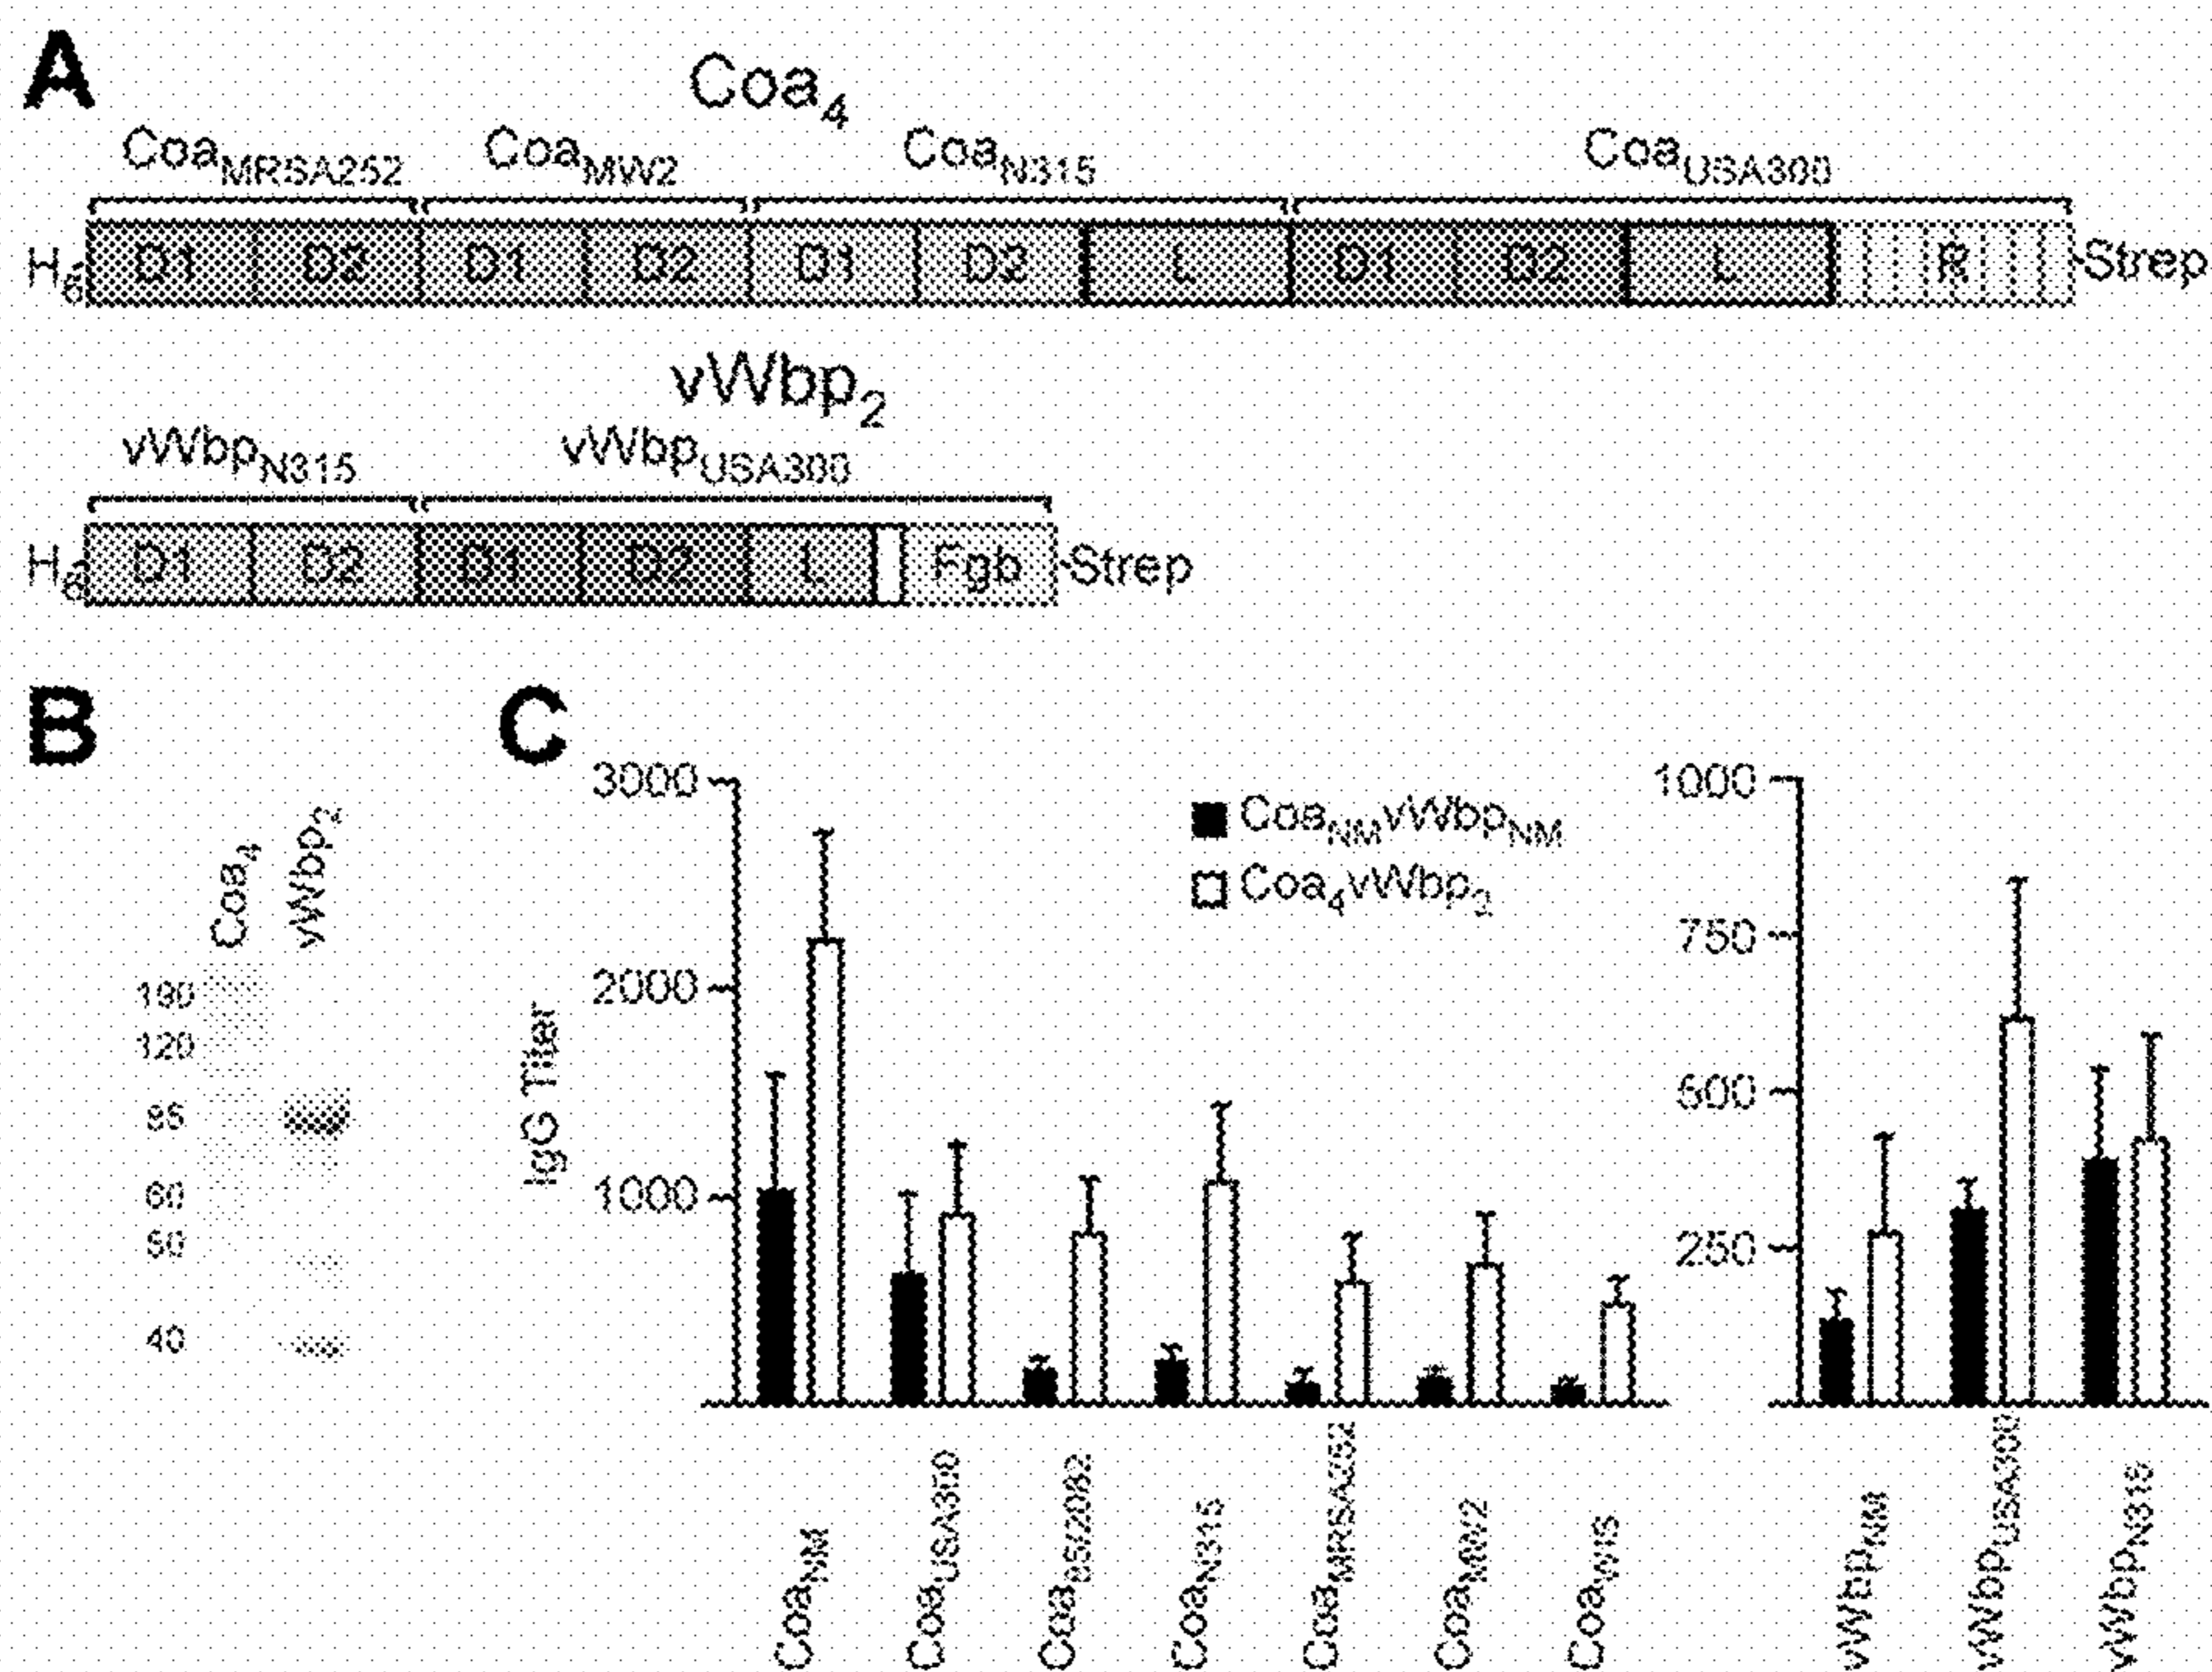 A
Coa4
CoaMRSA252 CoaMW2 CoaN315 CoaUSA300
H6 D1 D2 D1 D2 D1 D2 L D1 D2 L R Strep
vWbp2
vWbpN315 vWbpUSA300
H6 D1 D2 D1 D2 L Fgb Strep
B
Coa4 vWbp2
190
120
85
60
50
40
C
IgG Titer
3000
2000
1000
CoaNMvWbpNM
Coa4vWbp2
1000
750
500
250
CoaNM
CoaUSA300
Coa85/2082
CoaN315
CoaMRSA252
CoaMW2
CoaWIS
vWbpNM
vWbpUSA300
vWbpN315